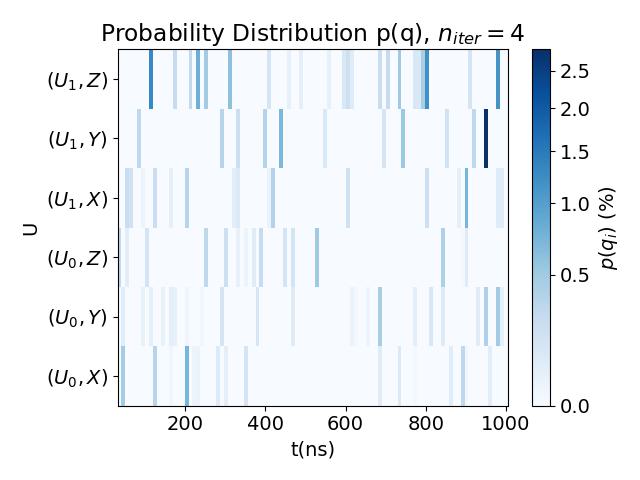 Probability Distribution p(q), $n_{iter} = 4$
$(U_1, Z)$
$(U_1, Y)$
$(U_1, X)$
$(U_0, Z)$
$(U_0, Y)$
$(U_0, X)$
U
200 400 600 800 1000
t(ns)
2.5
2.0
1.5
1.0
0.5
0.0
$p(q_i)$ (%)